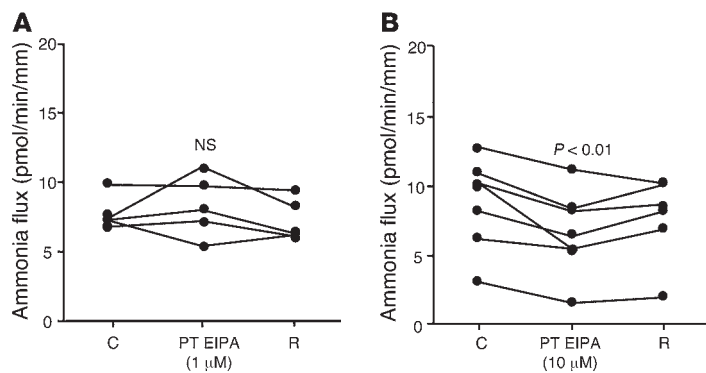 A
Ammonia flux (pmol/min/mm)
20
15
10
5
0
NS
C
PT EIPA
(1 µM)
R
B
Ammonia flux (pmol/min/mm)
20
15
10
5
0
P < 0.01
C
PT EIPA
(10 µM)
R